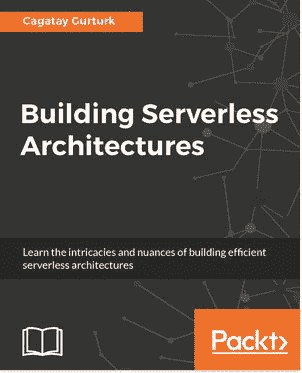 Cagatay Gurturk
Building Serverless
Architectures
Learn the intricacies and nuances of building efficient
serverless architectures
Packt>